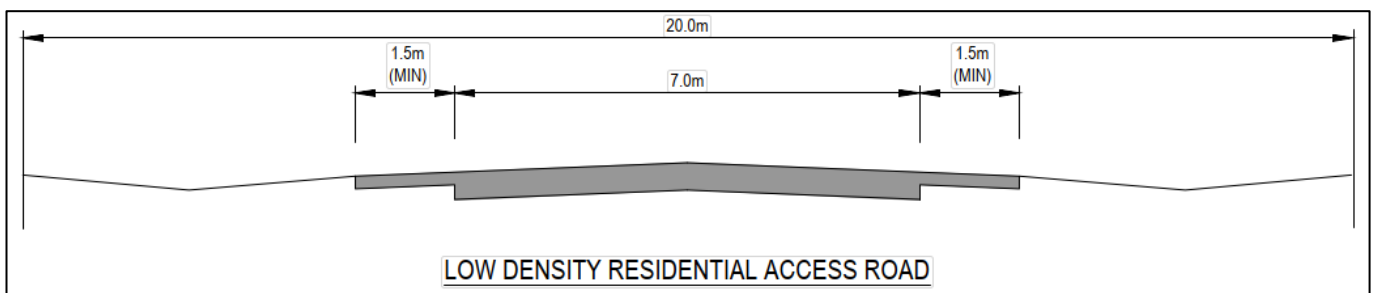 20.0m
1.5m
(MIN)
7.0m
1.5m
(MIN)
LOW DENSITY RESIDENTIAL ACCESS ROAD